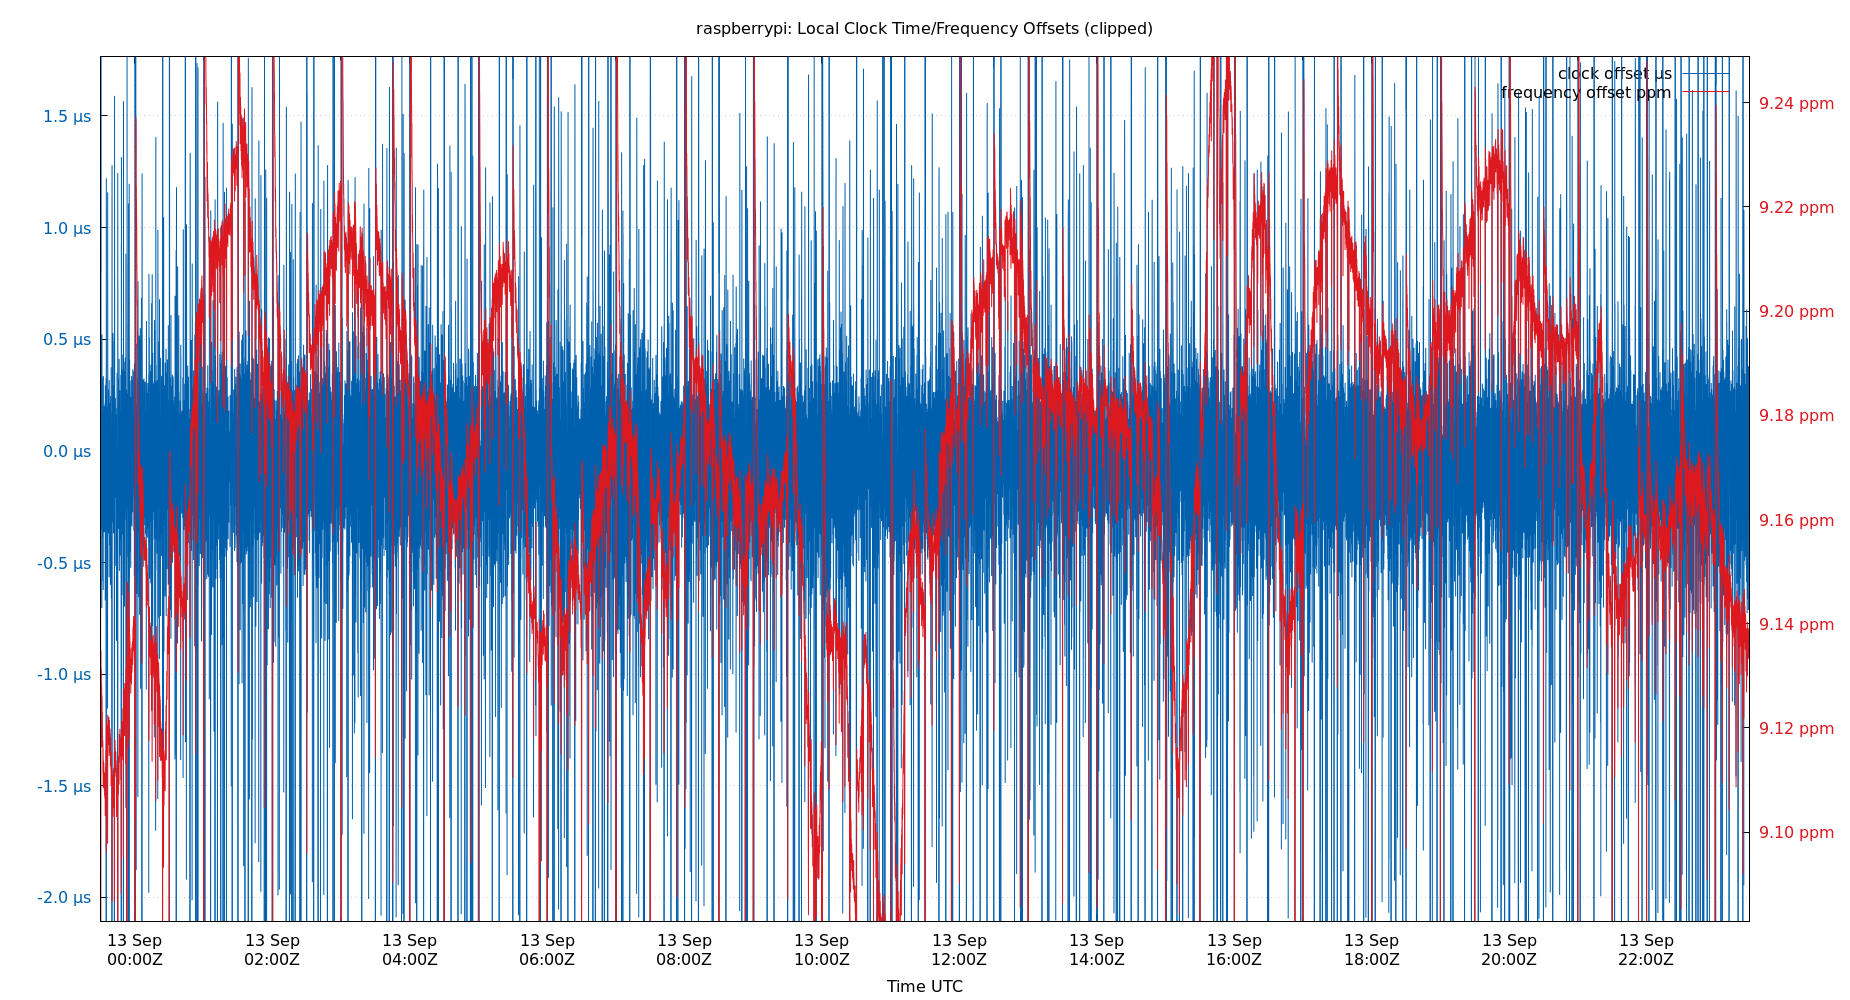 raspberrypi: Local Clock Time/Frequency Offsets (clipped)
clock offset µs
frequency offset ppm
1.5 µs
1.0 µs
0.5 µs
0.0 µs
-0.5 µs
-1.0 µs
-1.5 µs
-2.0 µs
9.24 ppm
9.22 ppm
9.20 ppm
9.18 ppm
9.16 ppm
9.14 ppm
9.12 ppm
9.10 ppm
13 Sep 13 Sep 13 Sep 13 Sep 13 Sep 13 Sep 13 Sep 13 Sep 13 Sep 13 Sep 13 Sep 13 Sep
00:00Z 02:00Z 04:00Z 06:00Z 08:00Z 10:00Z 12:00Z 14:00Z 16:00Z 18:00Z 20:00Z 22:00Z
Time UTC